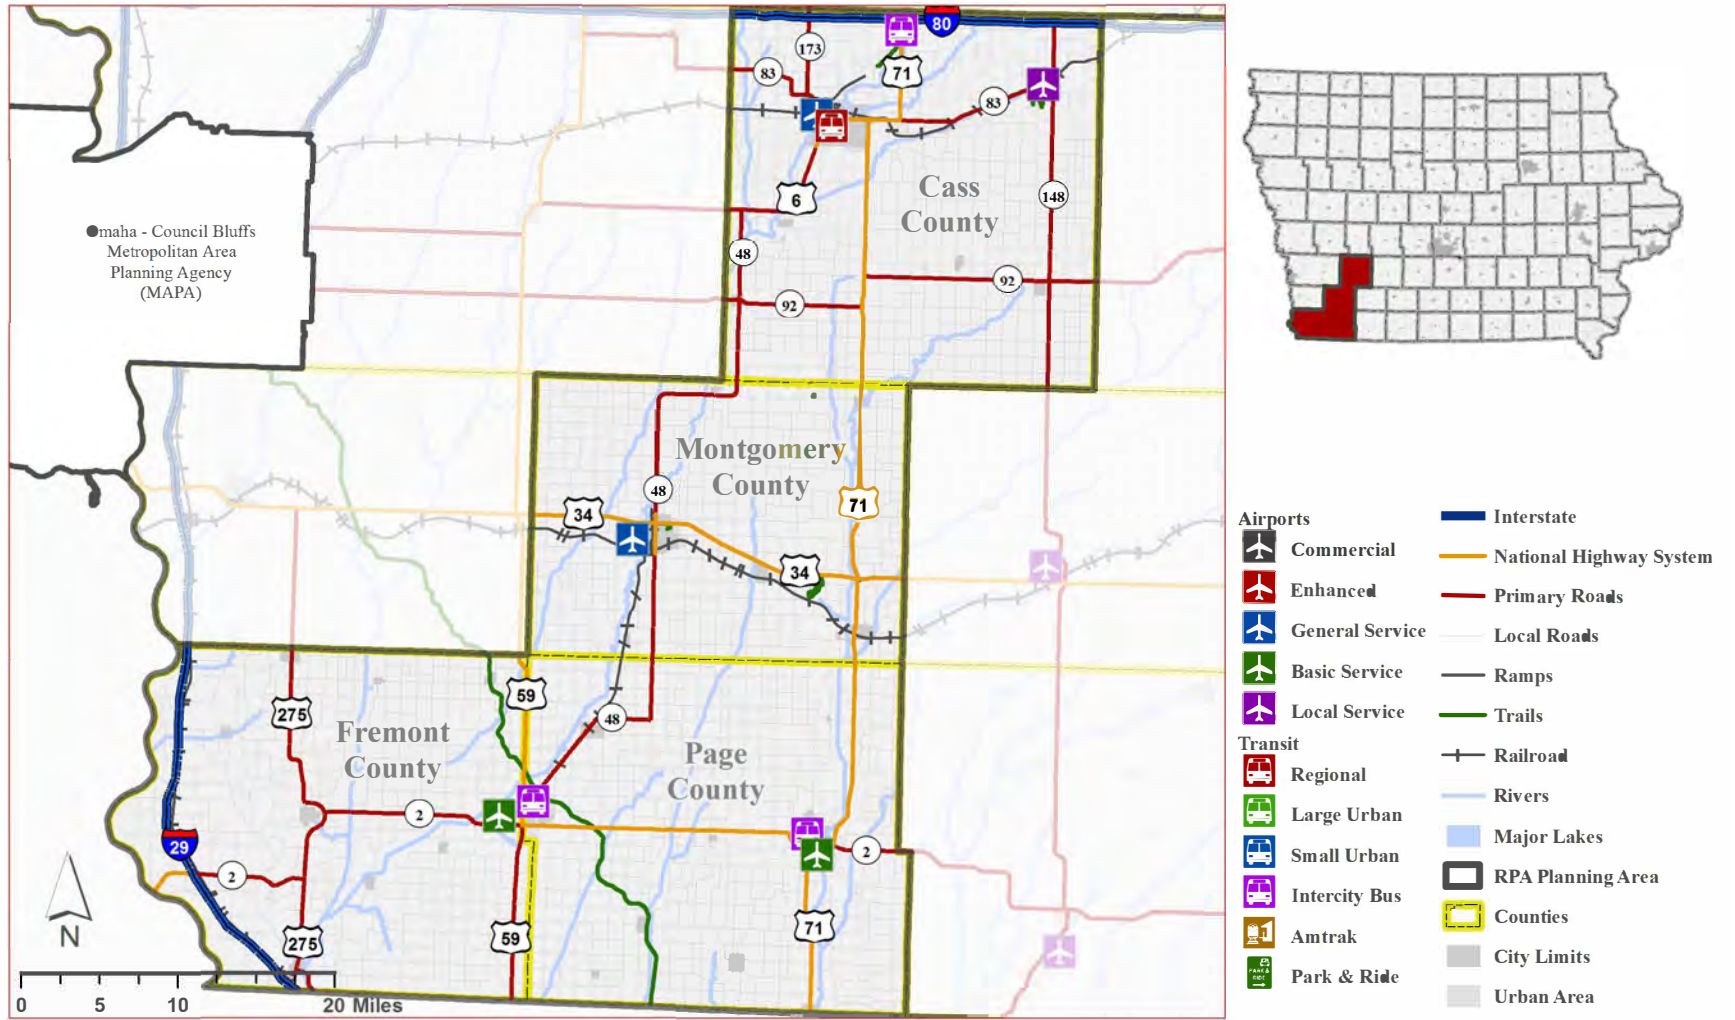 80
173
83
71
83
Cass
County
6
148
maha - Council Bluffs
Metropolitan Area
Planning Agency
(MAPA)
48
92
92
Montgomery
County
48
71
34
34
59
275
48
Fremont
County
Page
County
2
29
2
2
71
275
59
N
0 5 10 20 Miles
Airports
Commercial
Enhanced
General Service
Basic Service
Local Service
Transit
Regional
Large Urban
Small Urban
Intercity Bus
Amtrak
PARK &
RIDE
Park & Ride
Interstate
National Highway System
Primary Roads
Local Roads
Ramps
Trails
Railroad
Rivers
Major Lakes
RPA Planning Area
Counties
City Limits
Urban Area